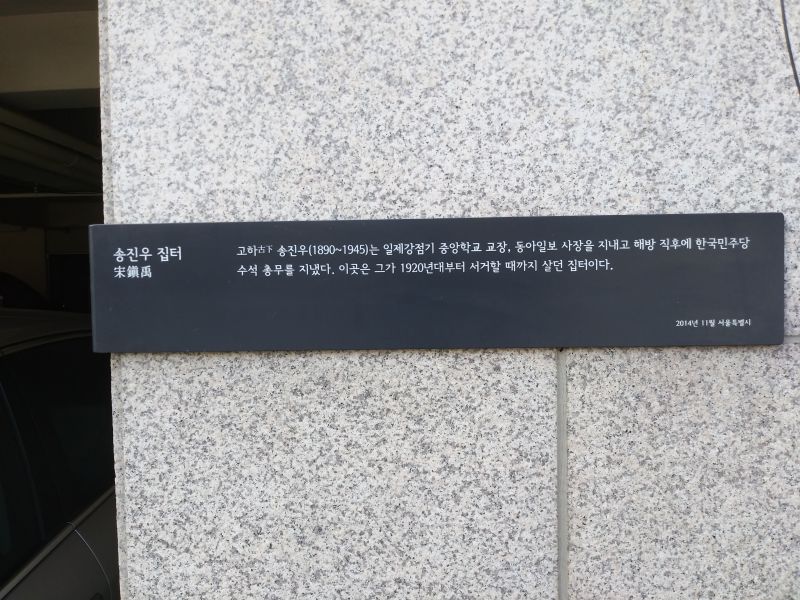 송진우 집터
宋鎭禹
고하古下 송진우(1890~1945)는 일제강점기 중앙학교 교장, 동아일보 사장을 지내고 해방 직후에 한국민주당
수석 총무를 지냈다. 이곳은 그가 1920년대부터 서거할 때까지 살던 집터이다.
2014년 11월 서울특별시